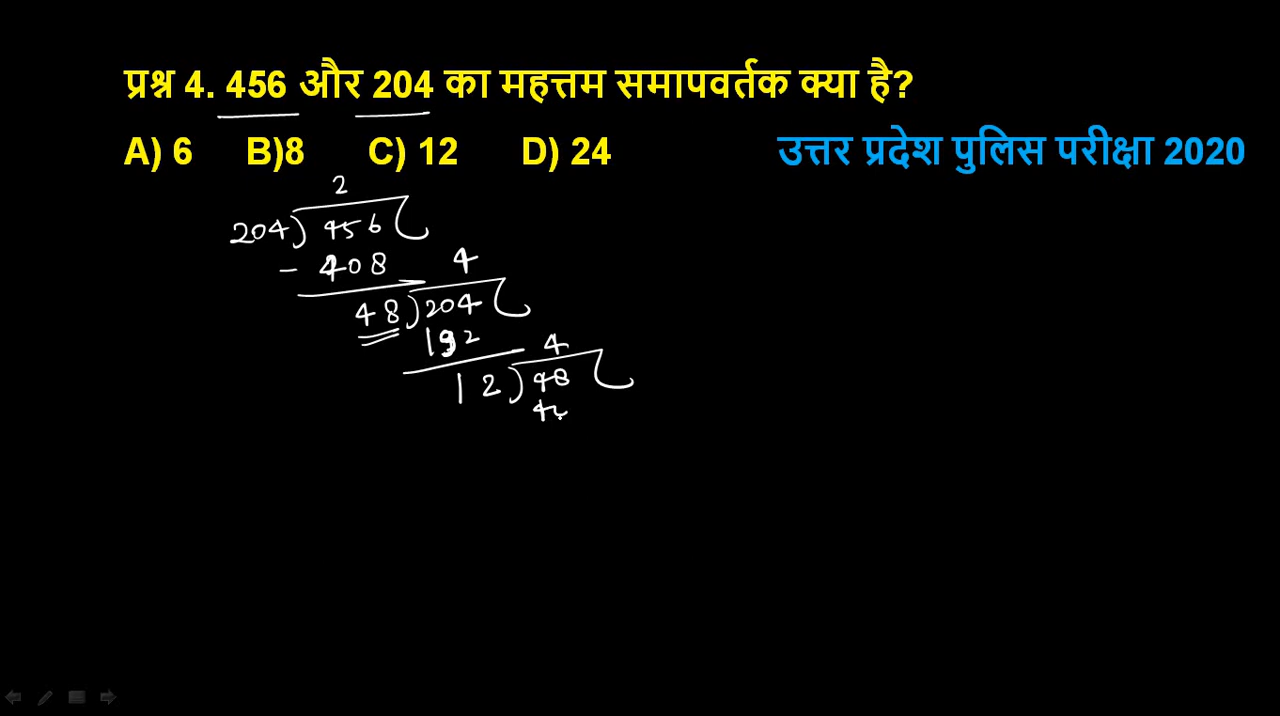 प्रश्न 4. 456 और 204 का महत्तम समापवर्तक क्या है?
A) 6 B)8 C) 12 D) 24 उत्तर प्रदेश पुलिस परीक्षा 2020
2
204) 456
- 408 4
48) 204
192 4
12) 48